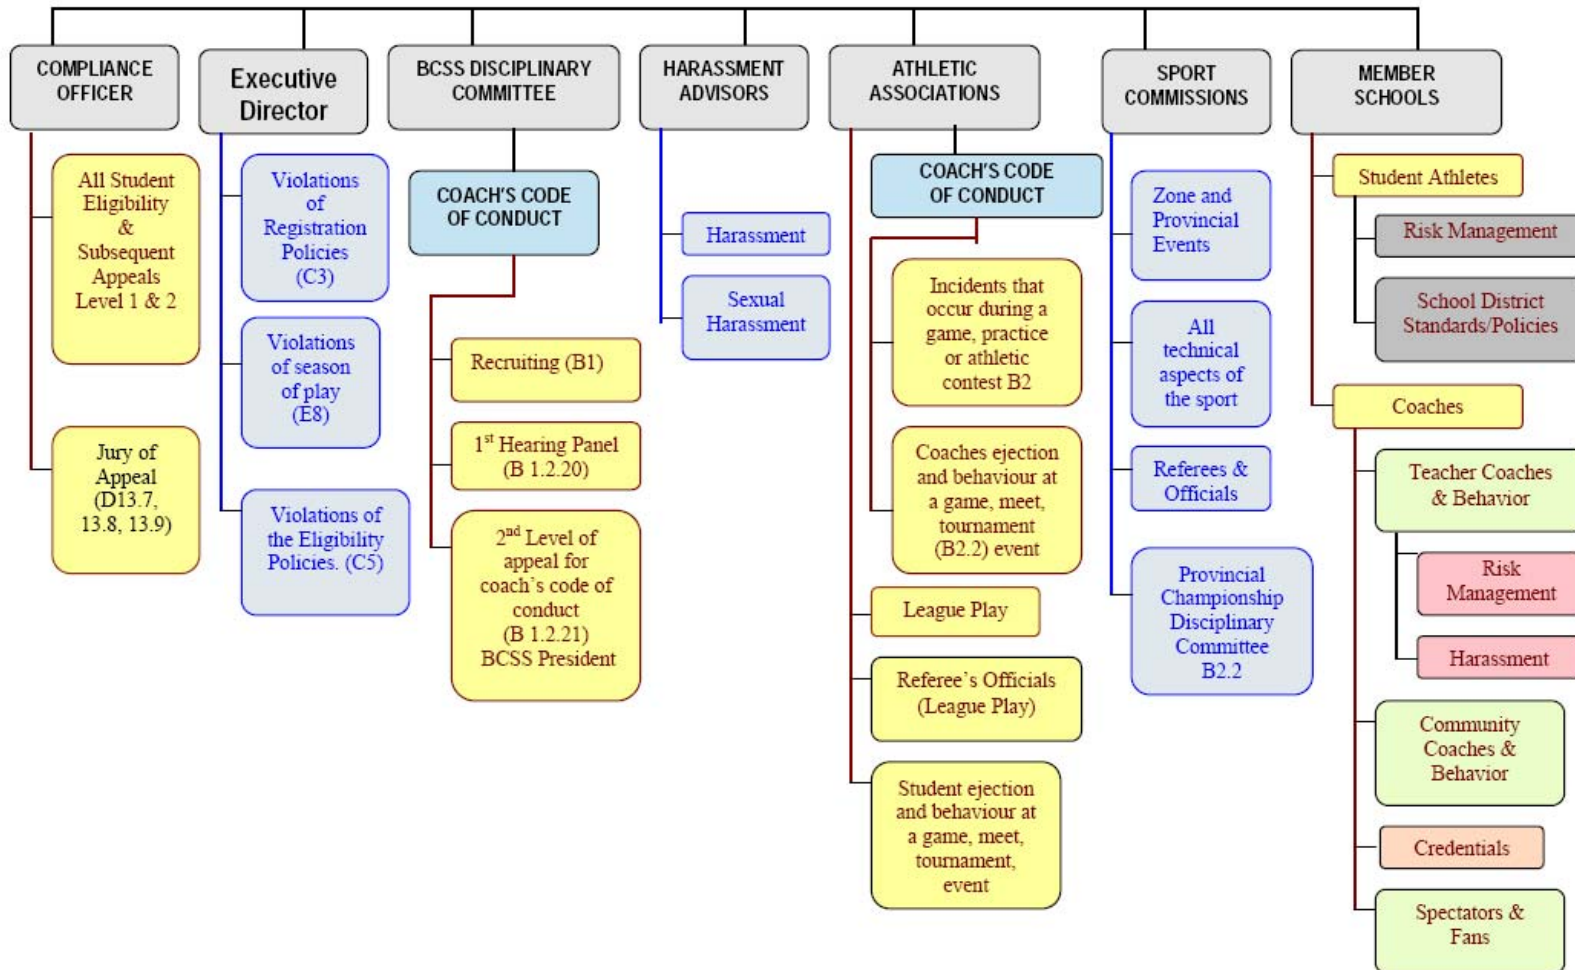 COMPLIANCE
OFFICER
All Student
Eligibility
&
Subsequent
Appeals
Level 1 & 2
Jury of
Appeal
(D13.7,
13.8, 13.9)
Executive
Director
Violations
of
Registration
Policies
(C3)
Violations
of season
of play
(E8)
Violations of
the Eligibility
Policies. (C5)
BCSS DISCIPLINARY
COMMITTEE
COACH'S CODE
OF CONDUCT
Recruiting (B1)
1st Hearing Panel
(B 1.2.20)
2nd Level of
appeal for
coach's code of
conduct
(B 1.2.21)
BCSS President
HARASSMENT
ADVISORS
Harassment
Sexual
Harassment
ATHLETIC
ASSOCIATIONS
COACH'S CODE
OF CONDUCT
Incidents that
occur during a
game, practice
or athletic
contest B2
Coaches ejection
and behaviour at
a game, meet,
tournament
(B2.2) event
League Play
Referee's Officials
(League Play)
Student ejection
and behaviour at
a game, meet,
tournament,
event
SPORT
COMMISSIONS
Zone and
Provincial
Events
All
technical
aspects of
the sport
Referees &
Officials
Provincial
Championship
Disciplinary
Committee
B2.2
MEMBER
SCHOOLS
Student Athletes
Risk Management
School District
Standards/Policies
Coaches
Teacher Coaches
& Behavior
Risk
Management
Harassment
Community
Coaches &
Behavior
Credentials
Spectators &
Fans